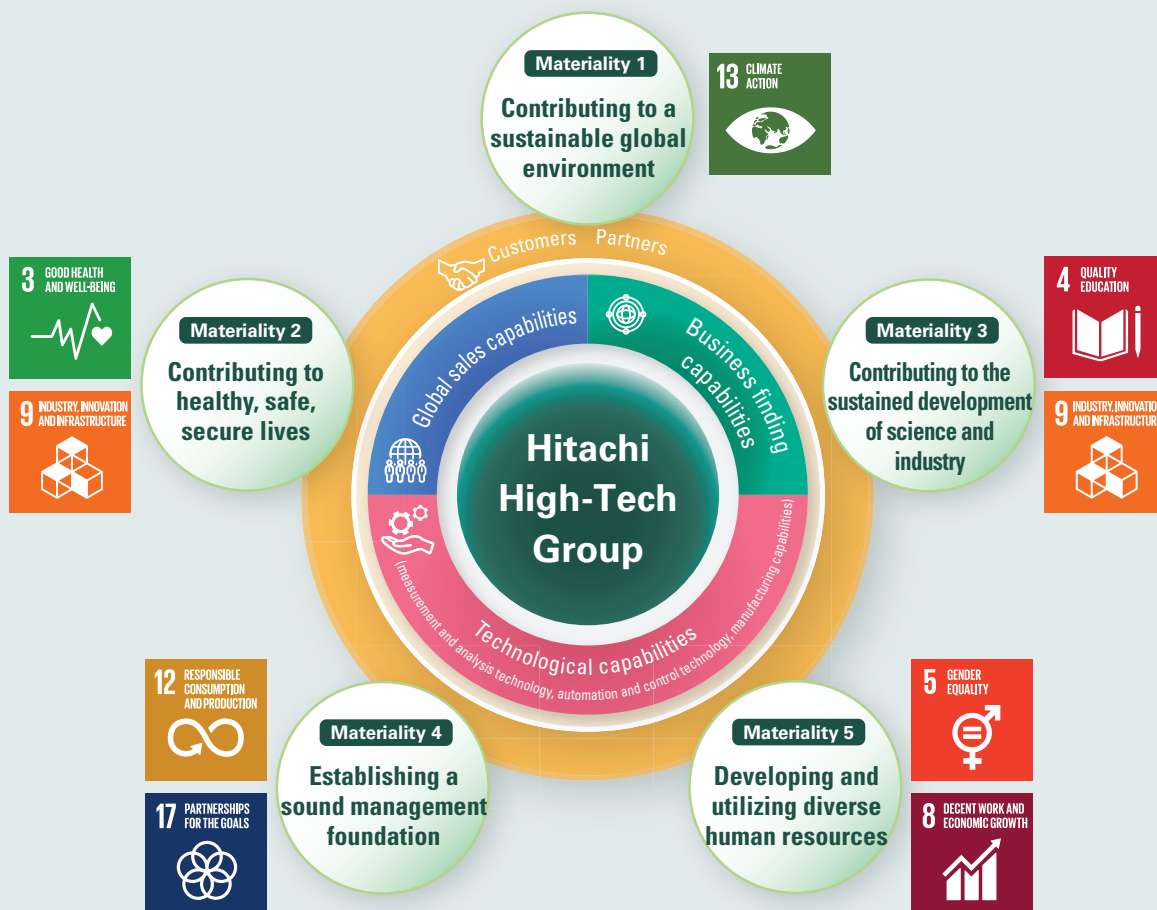 Materiality 1
Contributing to a
sustainable global
environment
13 CLIMATE
ACTION
Customers Partners
3 GOOD HEALTH
AND WELL-BEING
9 INDUSTRY, INNOVATION
AND INFRASTRUCTURE
Materiality 2
Contributing to
healthy, safe,
secure lives
Global sales capabilities
Business finding
capabilities
Materiality 3
Contributing to the
sustained development
of science and
industry
4 QUALITY
EDUCATION
9 INDUSTRY, INNOVATION
AND INFRASTRUCTURE
Hitachi
High-Tech
Group
Technological capabilities
(measurement and analysis technology, automation and control technology, manufacturing capabilities)
12 RESPONSIBLE
CONSUMPTION
AND PRODUCTION
17 PARTNERSHIPS
FOR THE GOALS
Materiality 4
Establishing a
sound management
foundation
Materiality 5
Developing and
utilizing diverse
human resources
5 GENDER
EQUALITY
8 DECENT WORK AND
ECONOMIC GROWTH